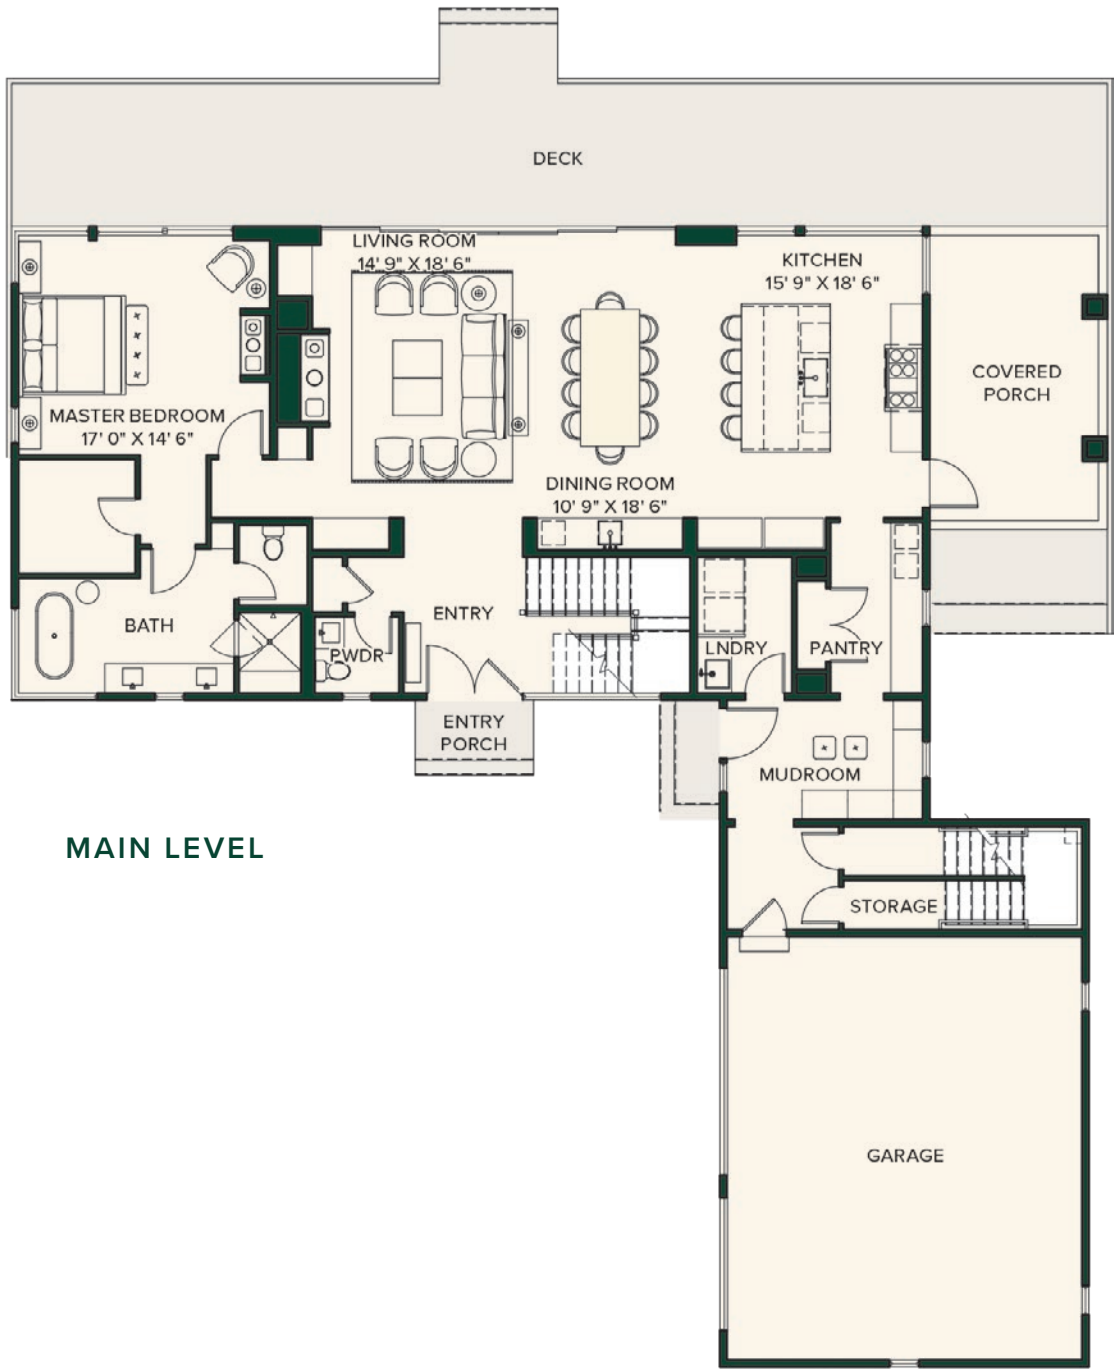 DECK
LIVING ROOM
14' 9" X 18' 6"
KITCHEN
15' 9" X 18' 6"
COVERED
PORCH
MASTER BEDROOM
17' 0" X 14' 6"
DINING ROOM
10' 9" X 18' 6"
BATH
ENTRY
PWDR
LNDRY
PANTRY
ENTRY
PORCH
MUDROOM
MAIN LEVEL
STORAGE
GARAGE